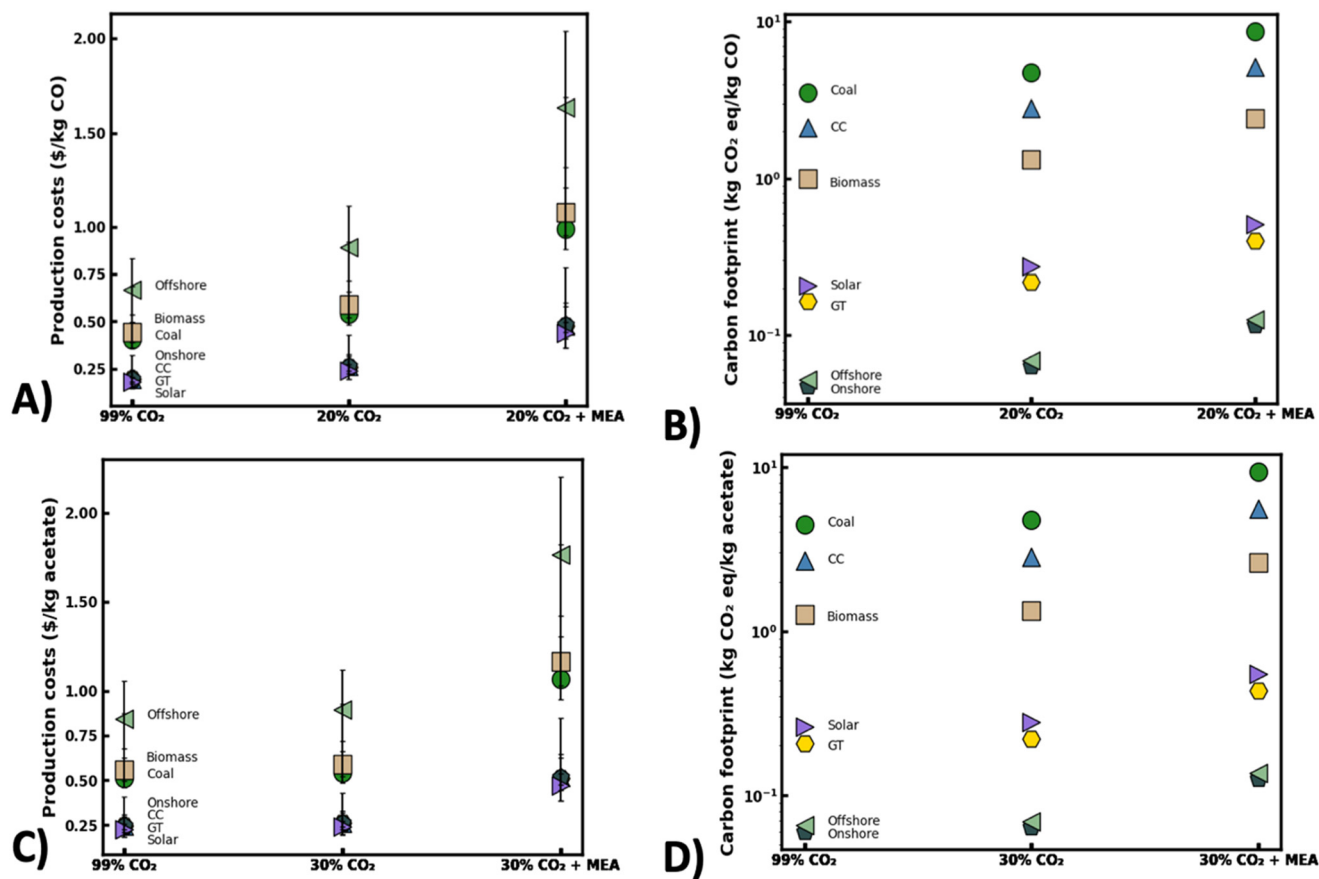 Production costs ($/kg CO)
2.00
1.50
1.00
0.75
0.50
0.25
Offshore
Biomass
Coal
Onshore
CC
GT
Solar
A)
99% CO₂
20% CO₂
20% CO₂ + MEA
Carbon footprint (kg CO₂ eq/kg CO)
10¹
10⁰
10⁻¹
Coal
CC
Biomass
Solar
GT
Offshore
Onshore
B)
99% CO₂
20% CO₂
20% CO₂ + MEA
Production costs ($/kg acetate)
2.00
1.50
1.00
0.75
0.50
0.25
Offshore
Biomass
Coal
Onshore
CC
GT
Solar
C)
99% CO₂
30% CO₂
30% CO₂ + MEA
Carbon footprint (kg CO₂ eq/kg acetate)
10¹
10⁰
10⁻¹
Coal
CC
Biomass
Solar
GT
Offshore
Onshore
D)
99% CO₂
30% CO₂
30% CO₂ + MEA